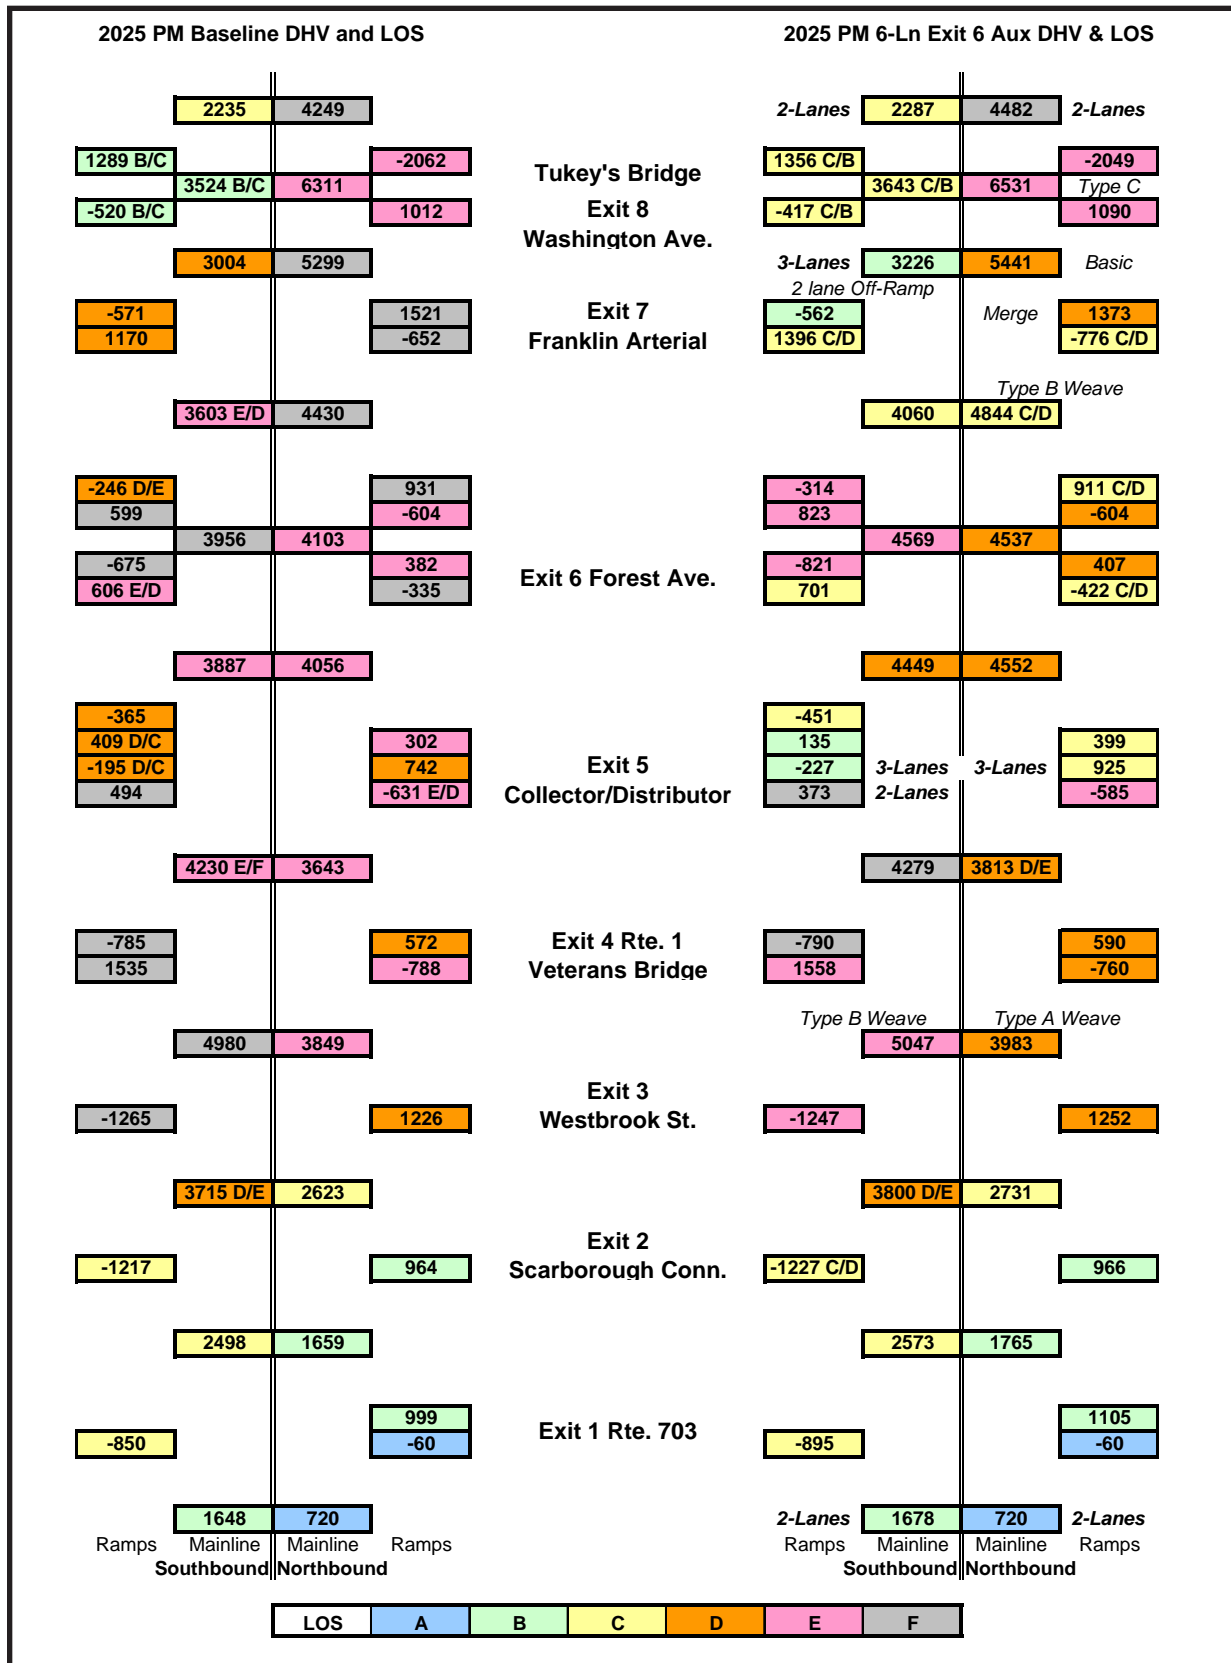 2025 PM Baseline DHV and LOS 2025 PM 6-Ln Exit 6 Aux DHV & LOS
2235 4249 2-Lanes 2287 4482 2-Lanes
1289 B/C -2062 1356 C/B -2049
Tukey's Bridge
3524 B/C 6311 3643 C/B 6531 Type C
-520 B/C 1012 Exit 8 -417 C/B 1090
Washington Ave.
3004 5299 3-Lanes 3226 5441 Basic
2 lane Off-Ramp
-571 1521 Exit 7 -562 Merge 1373
1170 -652 Franklin Arterial 1396 C/D -776 C/D
Type B Weave
3603 E/D 4430 4060 4844 C/D
-246 D/E 931 -314 911 C/D
599 -604 823 -604
3956 4103 4569 4537
-675 382 Exit 6 Forest Ave. -821 407
606 E/D -335 701 -422 C/D
3887 4056 4449 4552
-365 -451
409 D/C 302 135 399
-195 D/C 742 Exit 5 -227 3-Lanes 3-Lanes 925
494 -631 E/D Collector/Distributor 373 2-Lanes -585
4230 E/F 3643 4279 3813 D/E
-785 572 Exit 4 Rte. 1 -790 590
1535 -788 Veterans Bridge 1558 -760
Type B Weave Type A Weave
4980 3849 5047 3983
Exit 3
-1265 1226 Westbrook St. -1247 1252
3715 D/E 2623 3800 D/E 2731
Exit 2
-1217 964 Scarborough Conn. -1227 C/D 966
2498 1659 2573 1765
999 1105
Exit 1 Rte. 703
-850 -60 -895 -60
1648 720 2-Lanes 1678 720 2-Lanes
Ramps Mainline Mainline Ramps Ramps Mainline Mainline Ramps
Southbound Northbound Southbound Northbound
LOS A B C D E F